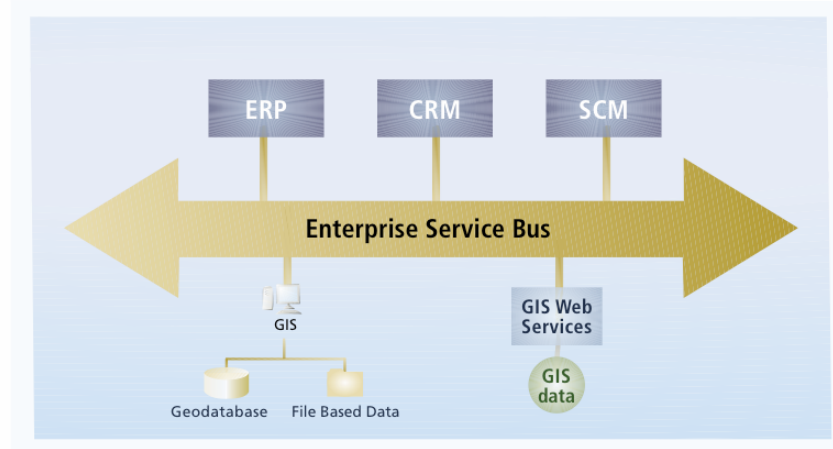 ERP
CRM
SCM
Enterprise Service Bus
GIS
GIS Web
Services
GIS
data
Geodatabase
File Based Data